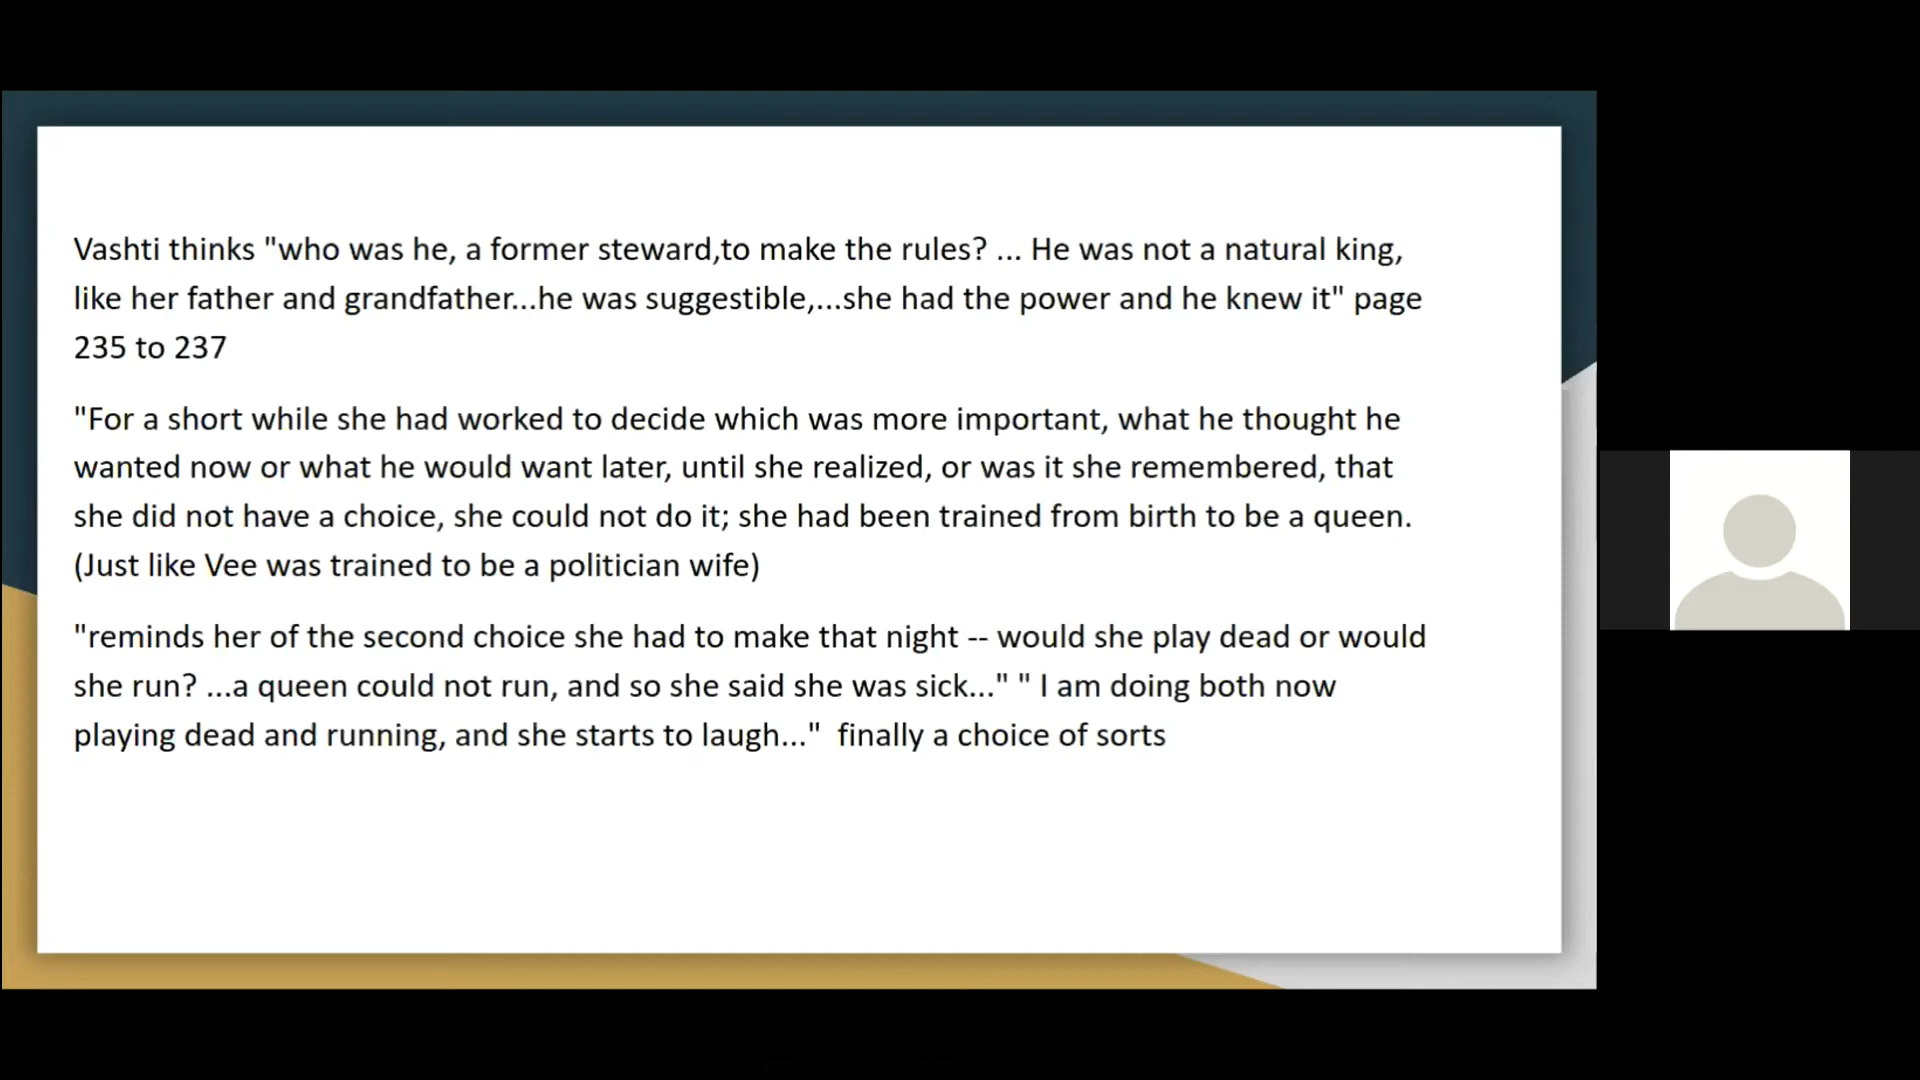 Vashti thinks "who was he, a former steward,to make the rules? ... He was not a natural king,
like her father and grandfather...he was suggestible,...she had the power and he knew it" page
235 to 237
"For a short while she had worked to decide which was more important, what he thought he
wanted now or what he would want later, until she realized, or was it she remembered, that
she did not have a choice, she could not do it; she had been trained from birth to be a queen.
(Just like Vee was trained to be a politician wife)
"reminds her of the second choice she had to make that night -- would she play dead or would
she run? ...a queen could not run, and so she said she was sick..." " I am doing both now
playing dead and running, and she starts to laugh..."  finally a choice of sorts